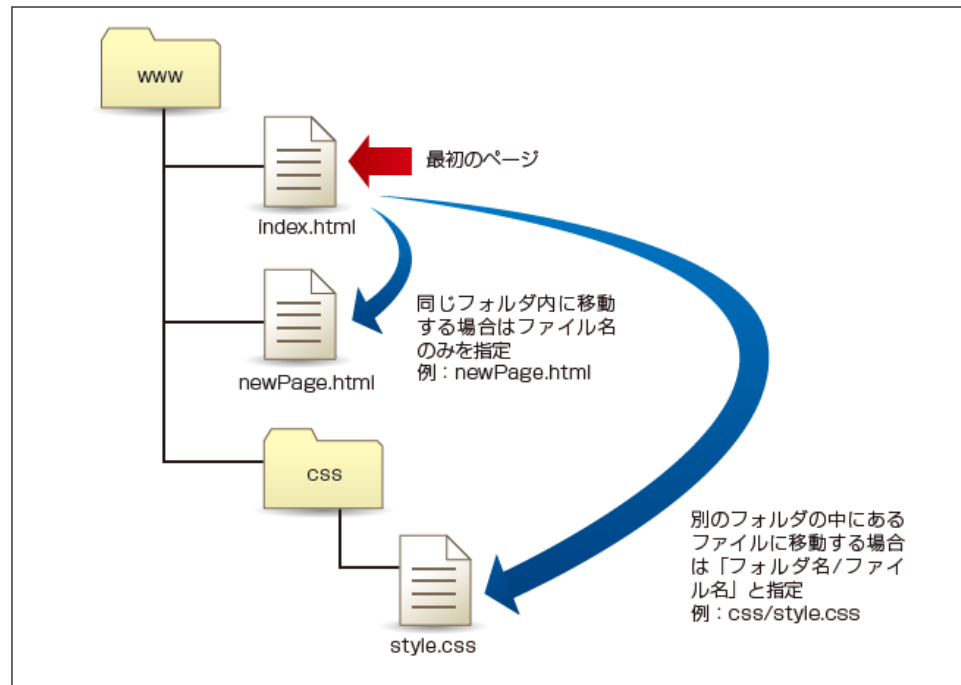 www
最初のページ
index.html
同じフォルダ内に移動
する場合はファイル名
のみを指定
例：newPage.html
newPage.html
css
別のフォルダの中にある
ファイルに移動する場合
は「フォルダ名/ファイ
ル名」と指定
例：css/style.css
style.css